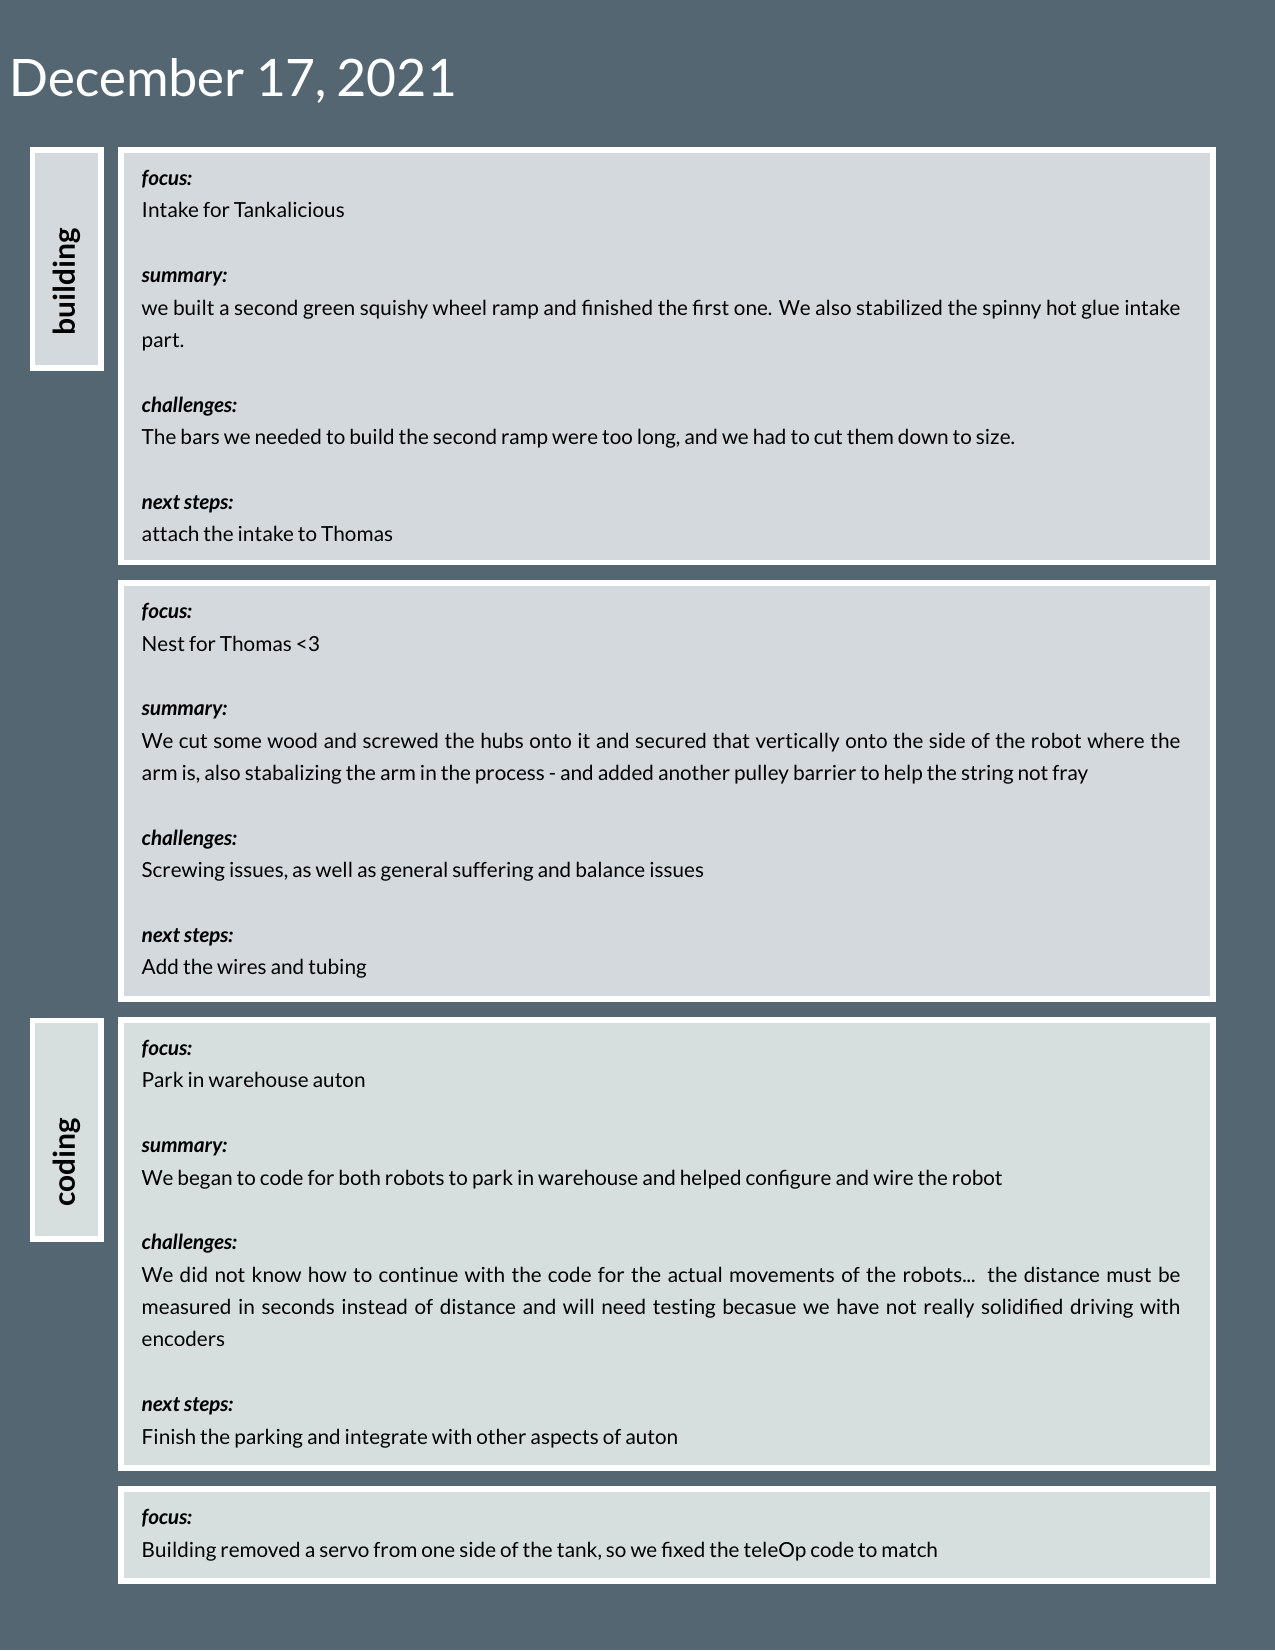 December 17, 2021
building
focus:
Intake for Tankalicious
summary:
we built a second green squishy wheel ramp and finished the first one. We also stabilized the spinny hot glue intake
part.
challenges:
The bars we needed to build the second ramp were too long, and we had to cut them down to size.
next steps:
attach the intake to Thomas
focus:
Nest for Thomas <3
summary:
We cut some wood and screwed the hubs onto it and secured that vertically onto the side of the robot where the
arm is, also stabalizing the arm in the process - and added another pulley barrier to help the string not fray
challenges:
Screwing issues, as well as general suffering and balance issues
next steps:
Add the wires and tubing
coding
focus:
Park in warehouse auton
summary:
We began to code for both robots to park in warehouse and helped configure and wire the robot
challenges:
We did not know how to continue with the code for the actual movements of the robots... the distance must be
measured in seconds instead of distance and will need testing becasue we have not really solidified driving with
encoders
next steps:
Finish the parking and integrate with other aspects of auton
focus:
Building removed a servo from one side of the tank, so we fixed the teleOp code to match